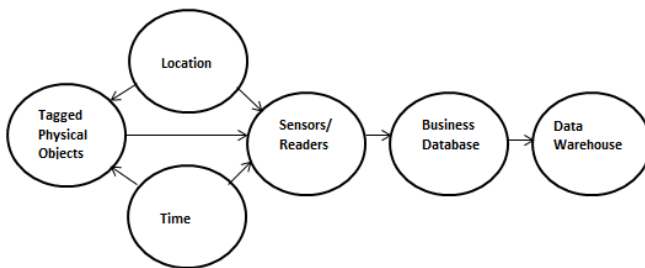 Location
Tagged
Physical
Objects
Sensors/
Readers
Business
Database
Data
Warehouse
Time